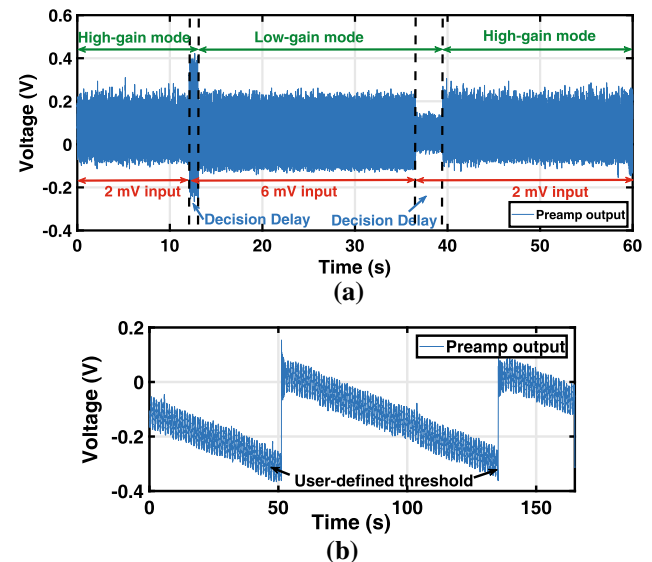 0.6
High-gain mode
Low-gain mode
High-gain mode
0.4
0.2
0
-0.2
-0.4
Voltage (V)
2 mV input
6 mV input
2 mV input
Decision Delay
Decision Delay
Preamp output
0 10 20 30 40 50 60
Time (s)
(a)
0.2
0
-0.2
-0.4
Voltage (V)
Preamp output
User-defined threshold
0 50 100 150
Time (s)
(b)